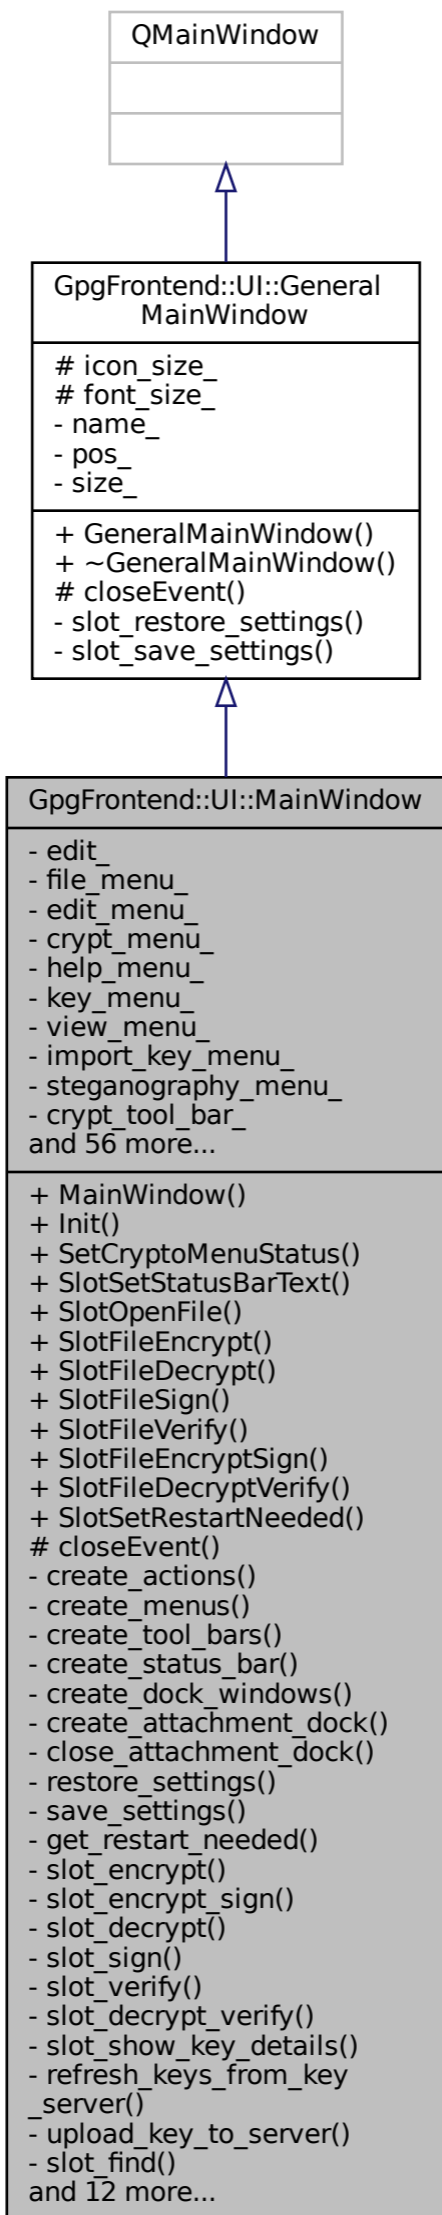 QMainWindow
GpgFrontend::UI::General
MainWindow
# icon_size_
# font_size_
- name_
- pos_
- size_
+ GeneralMainWindow()
+ ~GeneralMainWindow()
# closeEvent()
- slot_restore_settings()
- slot_save_settings()
GpgFrontend::UI::MainWindow
- edit_
- file_menu_
- edit_menu_
- crypt_menu_
- help_menu_
- key_menu_
- view_menu_
- import_key_menu_
- steganography_menu_
- crypt_tool_bar_
and 56 more...
+ MainWindow()
+ Init()
+ SetCryptoMenuStatus()
+ SlotSetStatusBarText()
+ SlotOpenFile()
+ SlotFileEncrypt()
+ SlotFileDecrypt()
+ SlotFileSign()
+ SlotFileVerify()
+ SlotFileEncryptSign()
+ SlotFileDecryptVerify()
+ SlotSetRestartNeeded()
# closeEvent()
- create_actions()
- create_menus()
- create_tool_bars()
- create_status_bar()
- create_dock_windows()
- create_attachment_dock()
- close_attachment_dock()
- restore_settings()
- save_settings()
- get_restart_needed()
- slot_encrypt()
- slot_encrypt_sign()
- slot_decrypt()
- slot_sign()
- slot_verify()
- slot_decrypt_verify()
- slot_show_key_details()
- refresh_keys_from_key
_server()
- upload_key_to_server()
- slot_find()
and 12 more...